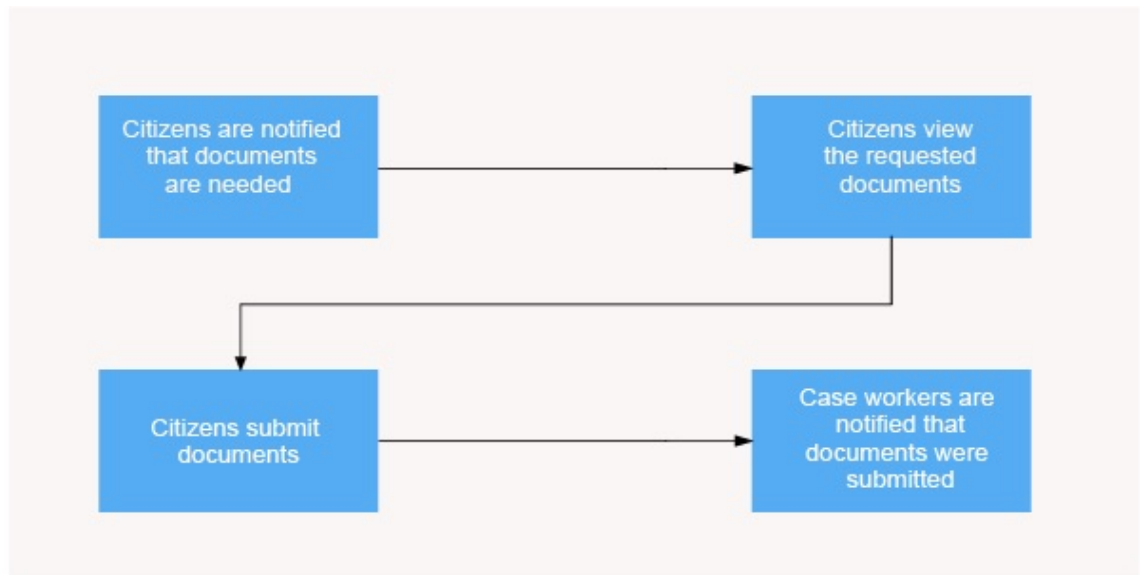 Citizens are notified
that documents
are needed
Citizens view
the requested
documents
Citizens submit
documents
Case workers are
notified that
documents were
submitted